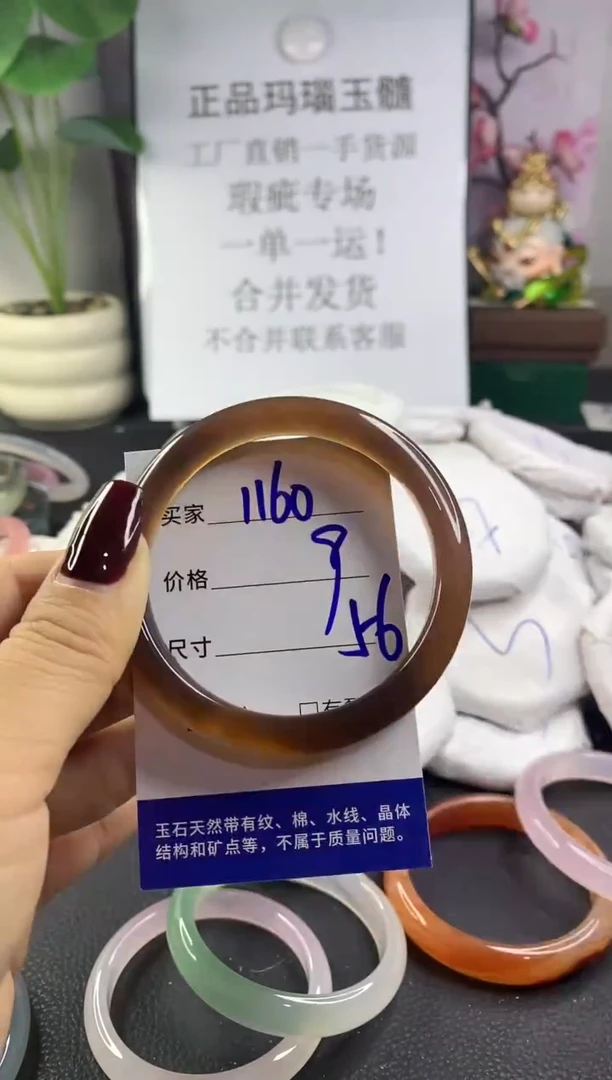 正品玛瑙玉髓
工厂直销一手货源
瑕疵专场
一单一运！
合并发货
不合并联系客服
买家 1160
价格 9
尺寸 56
玉石天然带有纹、棉、水线、晶体
结构和矿点等，不属于质量问题。